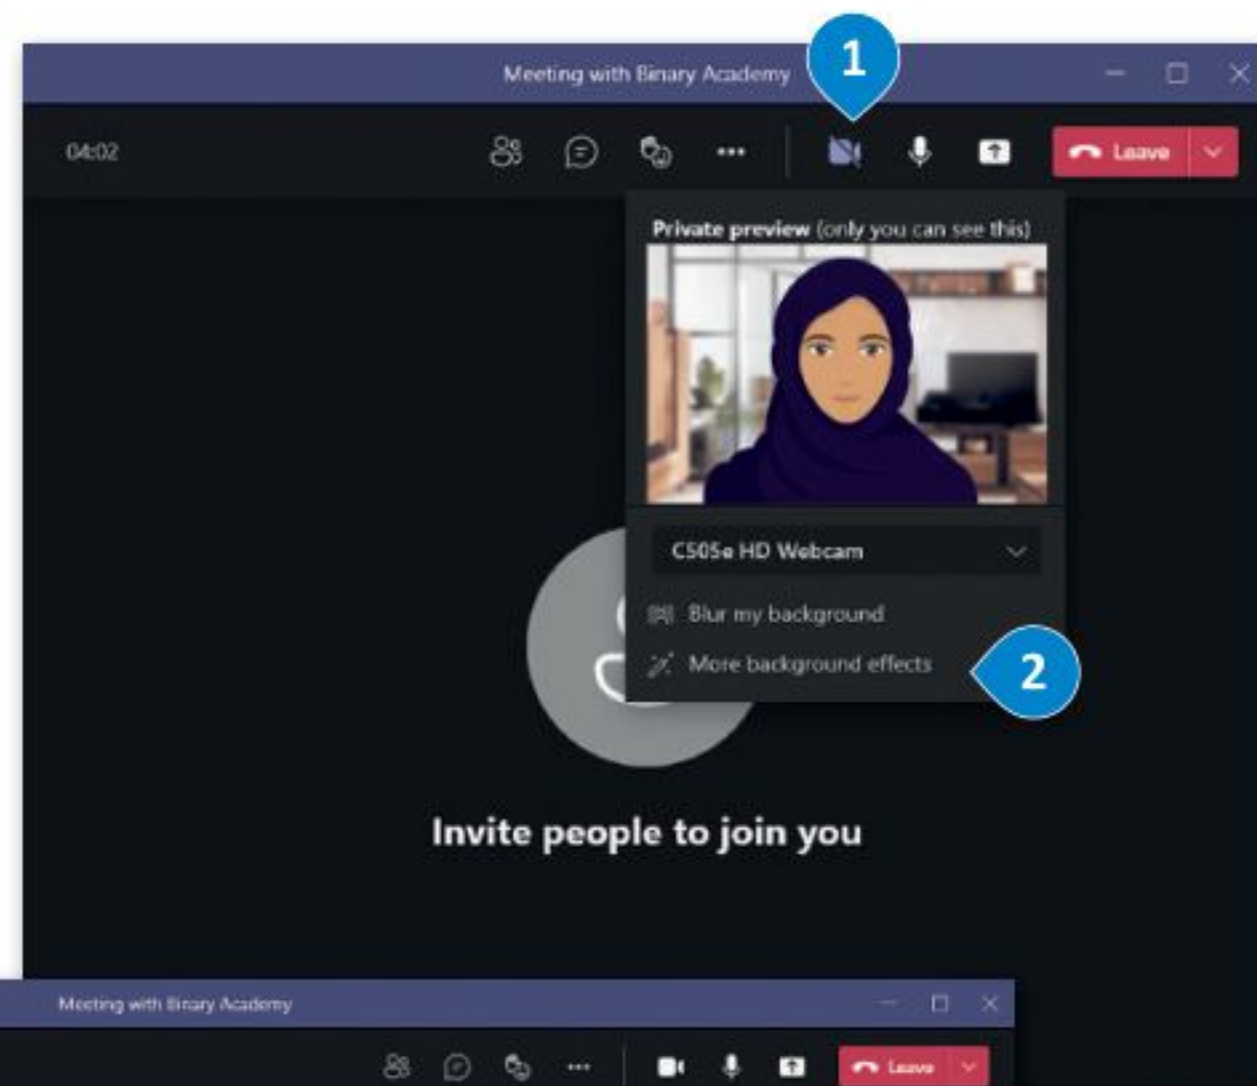 1
Meeting with Binary Academy
04:02
Leave
Private preview (only you can see this)
C505e HD Webcam
Blur my background
More background effects
2
Invite people to join you
Meeting with Binary Academy
Leave